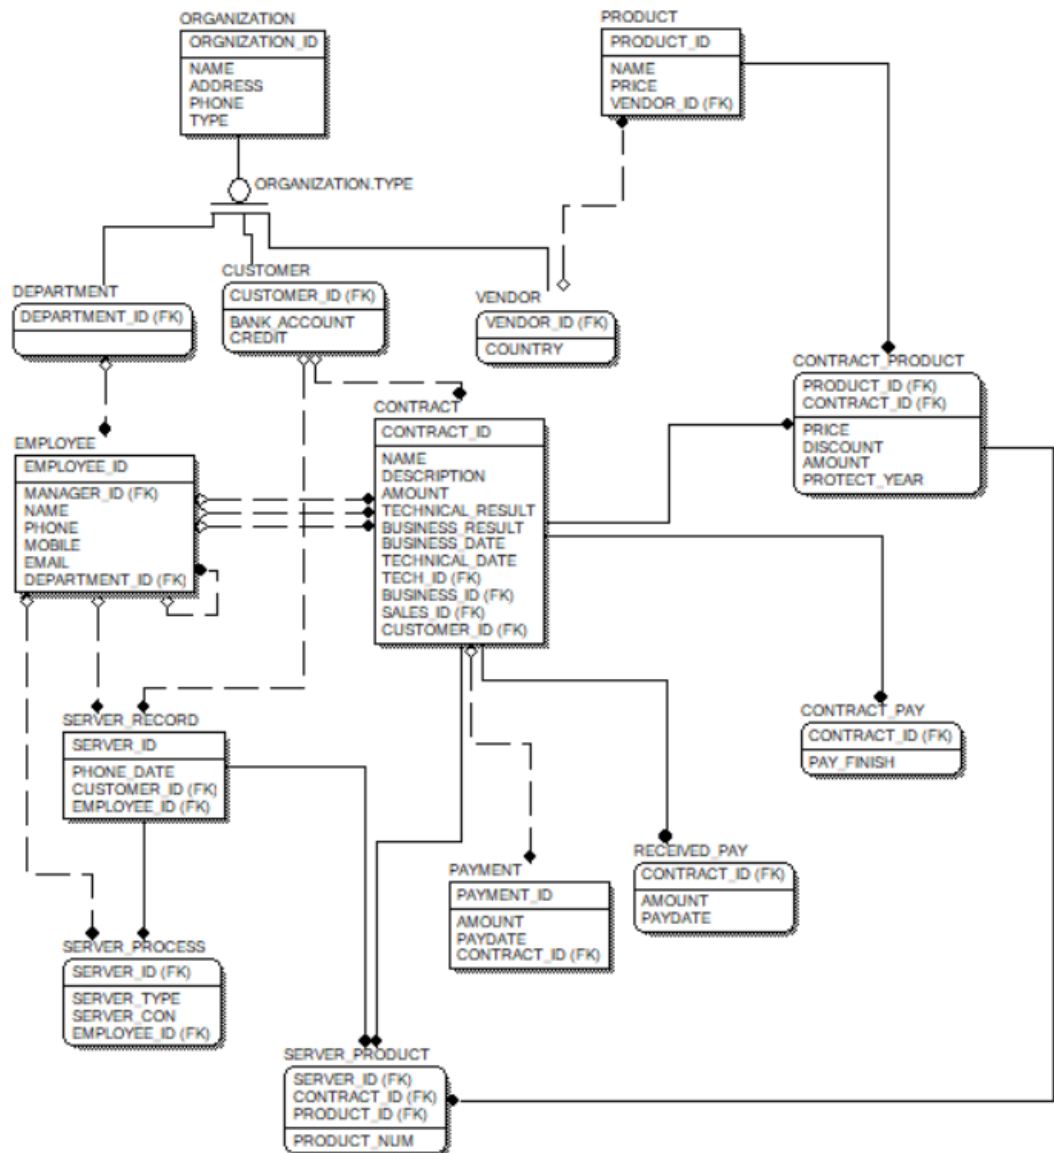 ORGANIZATION
ORGNIZATION_ID
NAME
ADDRESS
PHONE
TYPE
PRODUCT
PRODUCT_ID
NAME
PRICE
VENDOR_ID (FK)
ORGANIZATION.TYPE
DEPARTMENT
DEPARTMENT_ID (FK)
CUSTOMER
CUSTOMER_ID (FK)
BANK_ACCOUNT
CREDIT
VENDOR
VENDOR_ID (FK)
COUNTRY
CONTRACT_PRODUCT
PRODUCT_ID (FK)
CONTRACT_ID (FK)
PRICE
DISCOUNT
AMOUNT
PROTECT_YEAR
EMPLOYEE
EMPLOYEE_ID
MANAGER_ID (FK)
NAME
PHONE
MOBILE
EMAIL
DEPARTMENT_ID (FK)
CONTRACT
CONTRACT_ID
NAME
DESCRIPTION
AMOUNT
TECHNICAL_RESULT
BUSINESS_RESULT
BUSINESS_DATE
TECHNICAL_DATE
TECH_ID (FK)
BUSINESS_ID (FK)
SALES_ID (FK)
CUSTOMER_ID (FK)
SERVER_RECORD
SERVER_ID
PHONE_DATE
CUSTOMER_ID (FK)
EMPLOYEE_ID (FK)
CONTRACT_PAY
CONTRACT_ID (FK)
PAY_FINISH
PAYMENT
PAYMENT_ID
AMOUNT
PAYDATE
CONTRACT_ID (FK)
RECEIVED_PAY
CONTRACT_ID (FK)
AMOUNT
PAYDATE
SERVER_PROCESS
SERVER_ID (FK)
SERVER_TYPE
SERVER_CON
EMPLOYEE_ID (FK)
SERVER_PRODUCT
SERVER_ID (FK)
CONTRACT_ID (FK)
PRODUCT_ID (FK)
PRODUCT_NUM